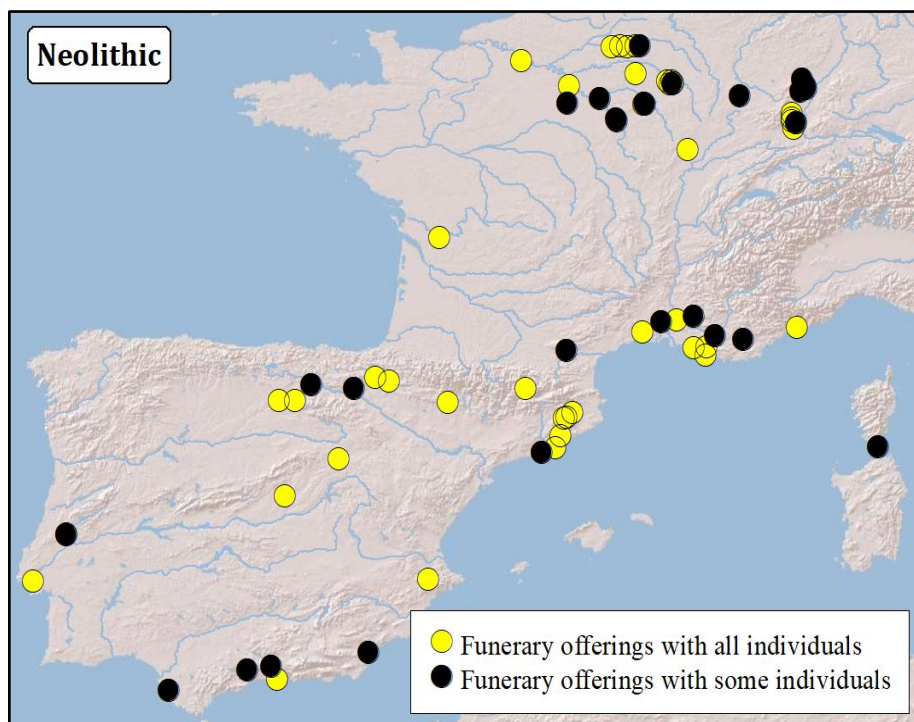 Neolithic
Funerary offerings with all individuals
Funerary offerings with some individuals